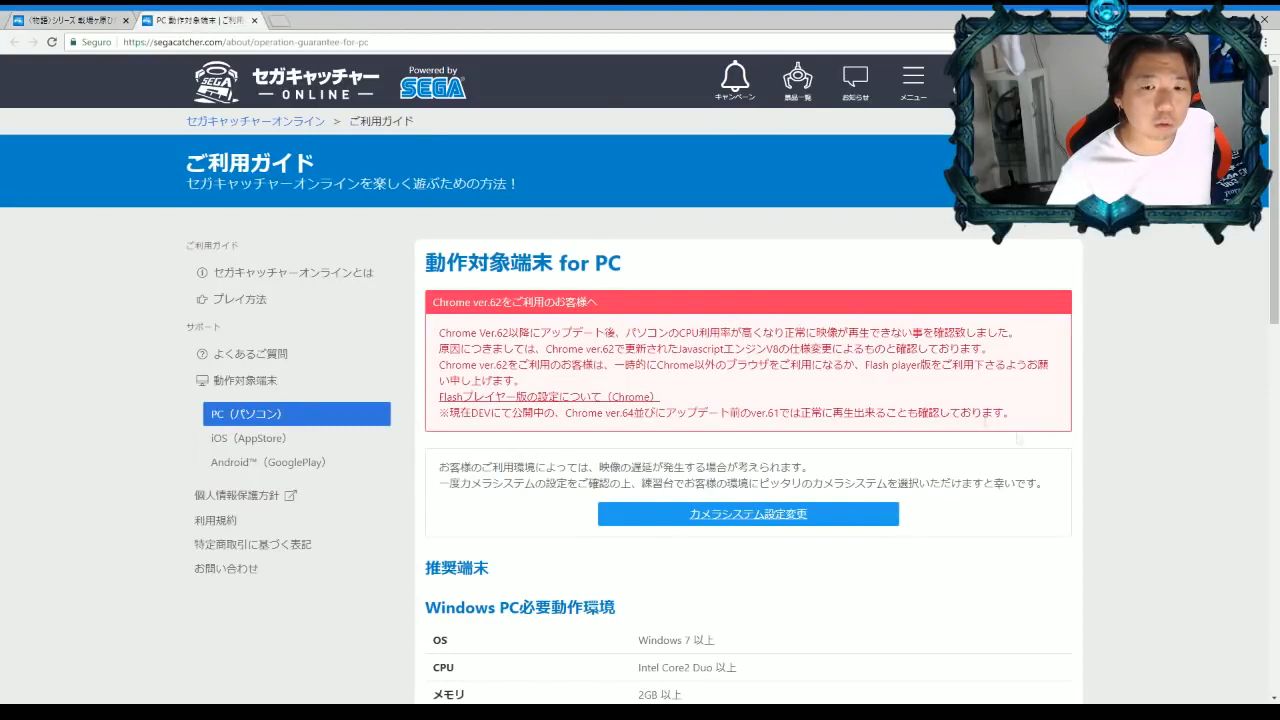 〈物語〉シリーズ 戦場ヶ原ひ
PC 動作対象端末 | ご利用
Seguro
https://segacatcher.com/about/operation-guarantee-for-pc
SEGA
セガキャッチャー
ONLINE
Powered by
SEGA
キャンペーン
景品一覧
お知らせ
メニュー
セガキャッチャーオンライン > ご利用ガイド
ご利用ガイド
セガキャッチャーオンラインを楽しく遊ぶための方法！
ご利用ガイド
セガキャッチャーオンラインとは
プレイ方法
サポート
よくあるご質問
動作対象端末
PC（パソコン）
iOS（AppStore）
Android™（GooglePlay）
個人情報保護方針
利用規約
特定商取引に基づく表記
お問い合わせ
動作対象端末 for PC
Chrome ver.62をご利用のお客様へ
Chrome Ver.62以降にアップデート後、パソコンのCPU利用率が高くなり正常に映像が再生できない事を確認致しました。
原因につきましては、Chrome ver.62で更新されたJavascriptエンジンV8の仕様変更によるものと確認しております。
Chrome ver.62をご利用のお客様は、一時的にChrome以外のブラウザをご利用になるか、Flash player版をご利用下さるようお願
い申し上げます。
Flashプレイヤー版の設定について（Chrome）
※現在DEVにて公開中の、Chrome ver.64並びにアップデート前のver.61では正常に再生出来ることも確認しております。
お客様のご利用環境によっては、映像の遅延が発生する場合が考えられます。
一度カメラシステムの設定をご確認の上、練習台でお客様の環境にピッタリのカメラシステムを選択いただけますと幸いです。
カメラシステム設定変更
推奨端末
Windows PC必要動作環境
OS Windows 7 以上
CPU Intel Core2 Duo 以上
メモリ 2GB 以上